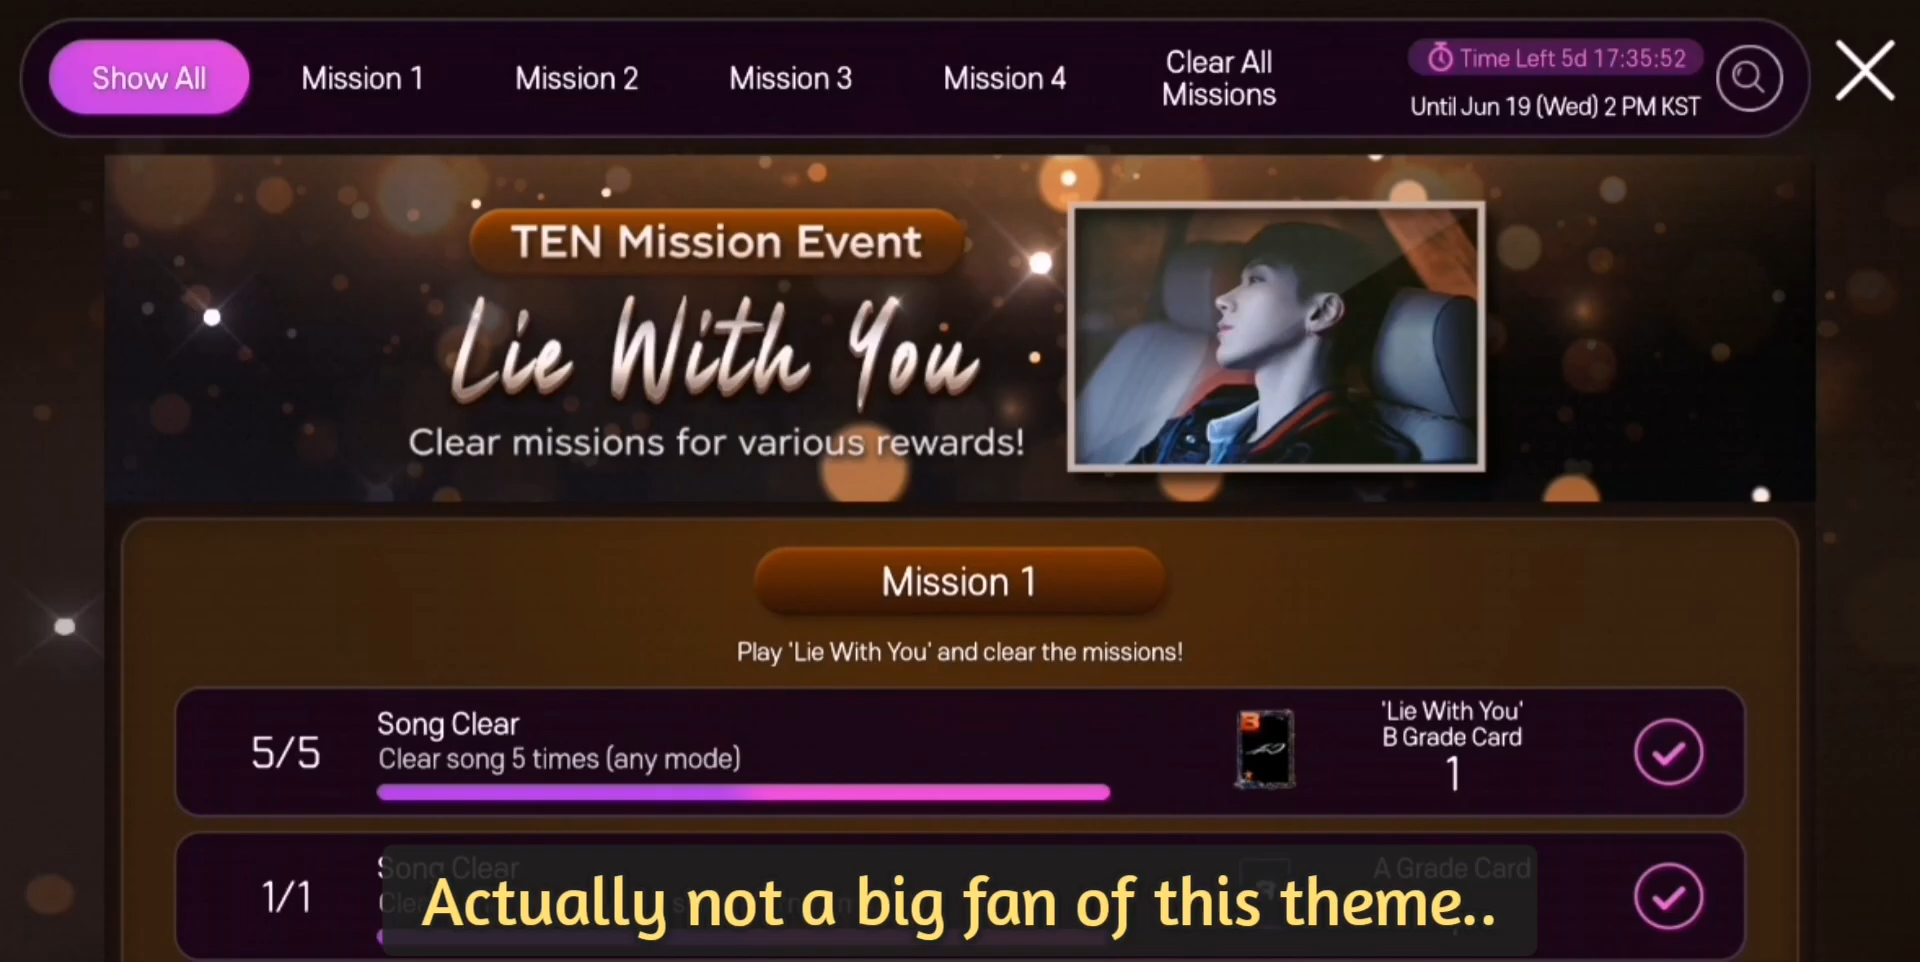 Show All
Mission 1
Mission 2
Mission 3
Mission 4
Clear All
Missions
Time Left 5d 17:35:52
Until Jun 19 (Wed) 2 PM KST
TEN Mission Event
Lie With You
Clear missions for various rewards!
Mission 1
Play 'Lie With You' and clear the missions!
5/5
Song Clear
Clear song 5 times (any mode)
B
'Lie With You'
B Grade Card
1
1/1
Song Clear
A Grade Card
Actually not a big fan of this theme..